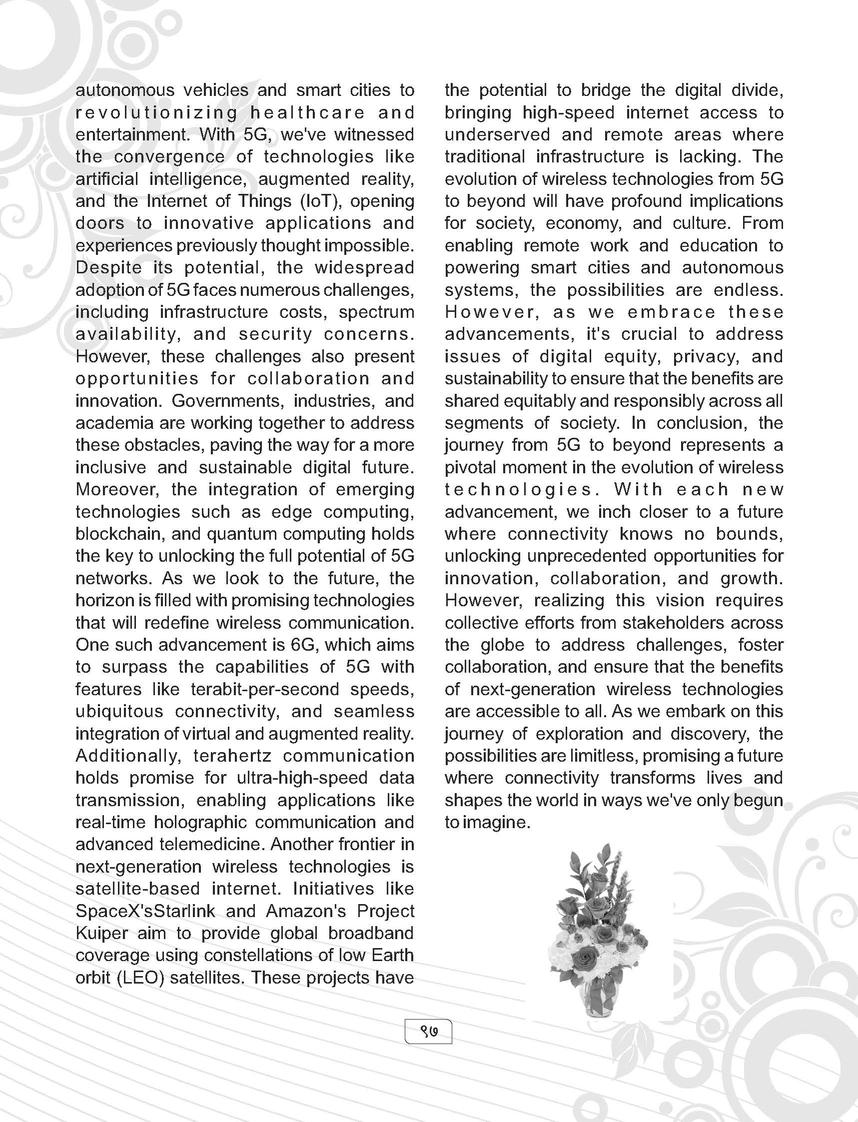 autonomous vehicles and smart cities to
revolutionizing healthcare and
entertainment. With 5G, we've witnessed
the convergence of technologies like
artificial intelligence, augmented reality,
and the Internet of Things (IoT), opening
doors to innovative applications and
experiences previously thought impossible.
Despite its potential, the widespread
adoption of 5G faces numerous challenges,
including infrastructure costs, spectrum
availability, and security concerns.
However, these challenges also present
opportunities for collaboration and
innovation. Governments, industries, and
academia are working together to address
these obstacles, paving the way for a more
inclusive and sustainable digital future.
Moreover, the integration of emerging
technologies such as edge computing,
blockchain, and quantum computing holds
the key to unlocking the full potential of 5G
networks. As we look to the future, the
horizon is filled with promising technologies
that will redefine wireless communication.
One such advancement is 6G, which aims
to surpass the capabilities of 5G with
features like terabit-per-second speeds,
ubiquitous connectivity, and seamless
integration of virtual and augmented reality.
Additionally, terahertz communication
holds promise for ultra-high-speed data
transmission, enabling applications like
real-time holographic communication and
advanced telemedicine. Another frontier in
next-generation wireless technologies is
satellite-based internet. Initiatives like
SpaceX'sStarlink and Amazon's Project
Kuiper aim to provide global broadband
coverage using constellations of low Earth
orbit (LEO) satellites. These projects have
the potential to bridge the digital divide,
bringing high-speed internet access to
underserved and remote areas where
traditional infrastructure is lacking. The
evolution of wireless technologies from 5G
to beyond will have profound implications
for society, economy, and culture. From
enabling remote work and education to
powering smart cities and autonomous
systems, the possibilities are endless.
However, as we embrace these
advancements, it's crucial to address
issues of digital equity, privacy, and
sustainability to ensure that the benefits are
shared equitably and responsibly across all
segments of society. In conclusion, the
journey from 5G to beyond represents a
pivotal moment in the evolution of wireless
technologies. With each new
advancement, we inch closer to a future
where connectivity knows no bounds,
unlocking unprecedented opportunities for
innovation, collaboration, and growth.
However, realizing this vision requires
collective efforts from stakeholders across
the globe to address challenges, foster
collaboration, and ensure that the benefits
of next-generation wireless technologies
are accessible to all. As we embark on this
journey of exploration and discovery, the
possibilities are limitless, promising a future
where connectivity transforms lives and
shapes the world in ways we've only begun
to imagine.
९७